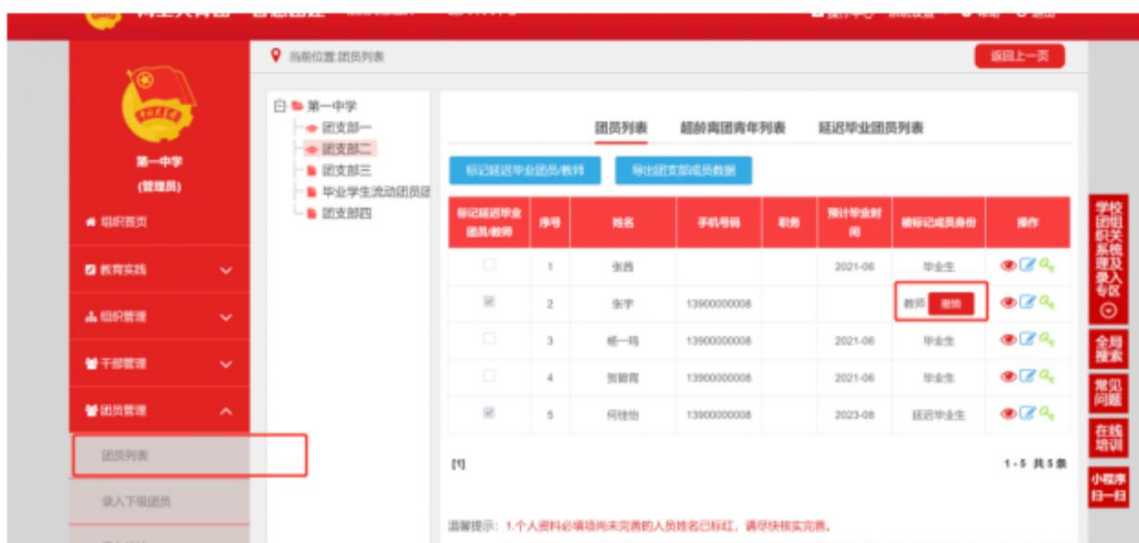 当前位置:团员列表
返回上一页
第一中学
(管理员)
组织首页
教育实践
组织管理
干部管理
团员管理
团员列表
录入下级团员
第一中学
团支部一
团支部二
团支部三
毕业学生流动团员团
团支部四
团员列表 超龄离团青年列表 延迟毕业团员列表
标记延迟毕业团员/教师 导出团支部成员数据
标记延迟毕业团员/教师 序号 姓名 手机号码 职务 预计毕业时间 被标记成员身份 操作
1 张茜 2021-06 毕业生
2 张宇 13900000008 教师 撤销
3 杨一鸣 13900000008 2021-06 毕业生
4 13900000008 2021-06 毕业生
5 何佳怡 13900000008 2023-08 延迟毕业生
[1]
1-5 共5条
温馨提示：1.个人资料必填项尚未完善的人员姓名已标红，请尽快核实完善。
学校团组织关系梳理及录入专区
全局搜索
常见问题
在线培训
小程序扫一扫